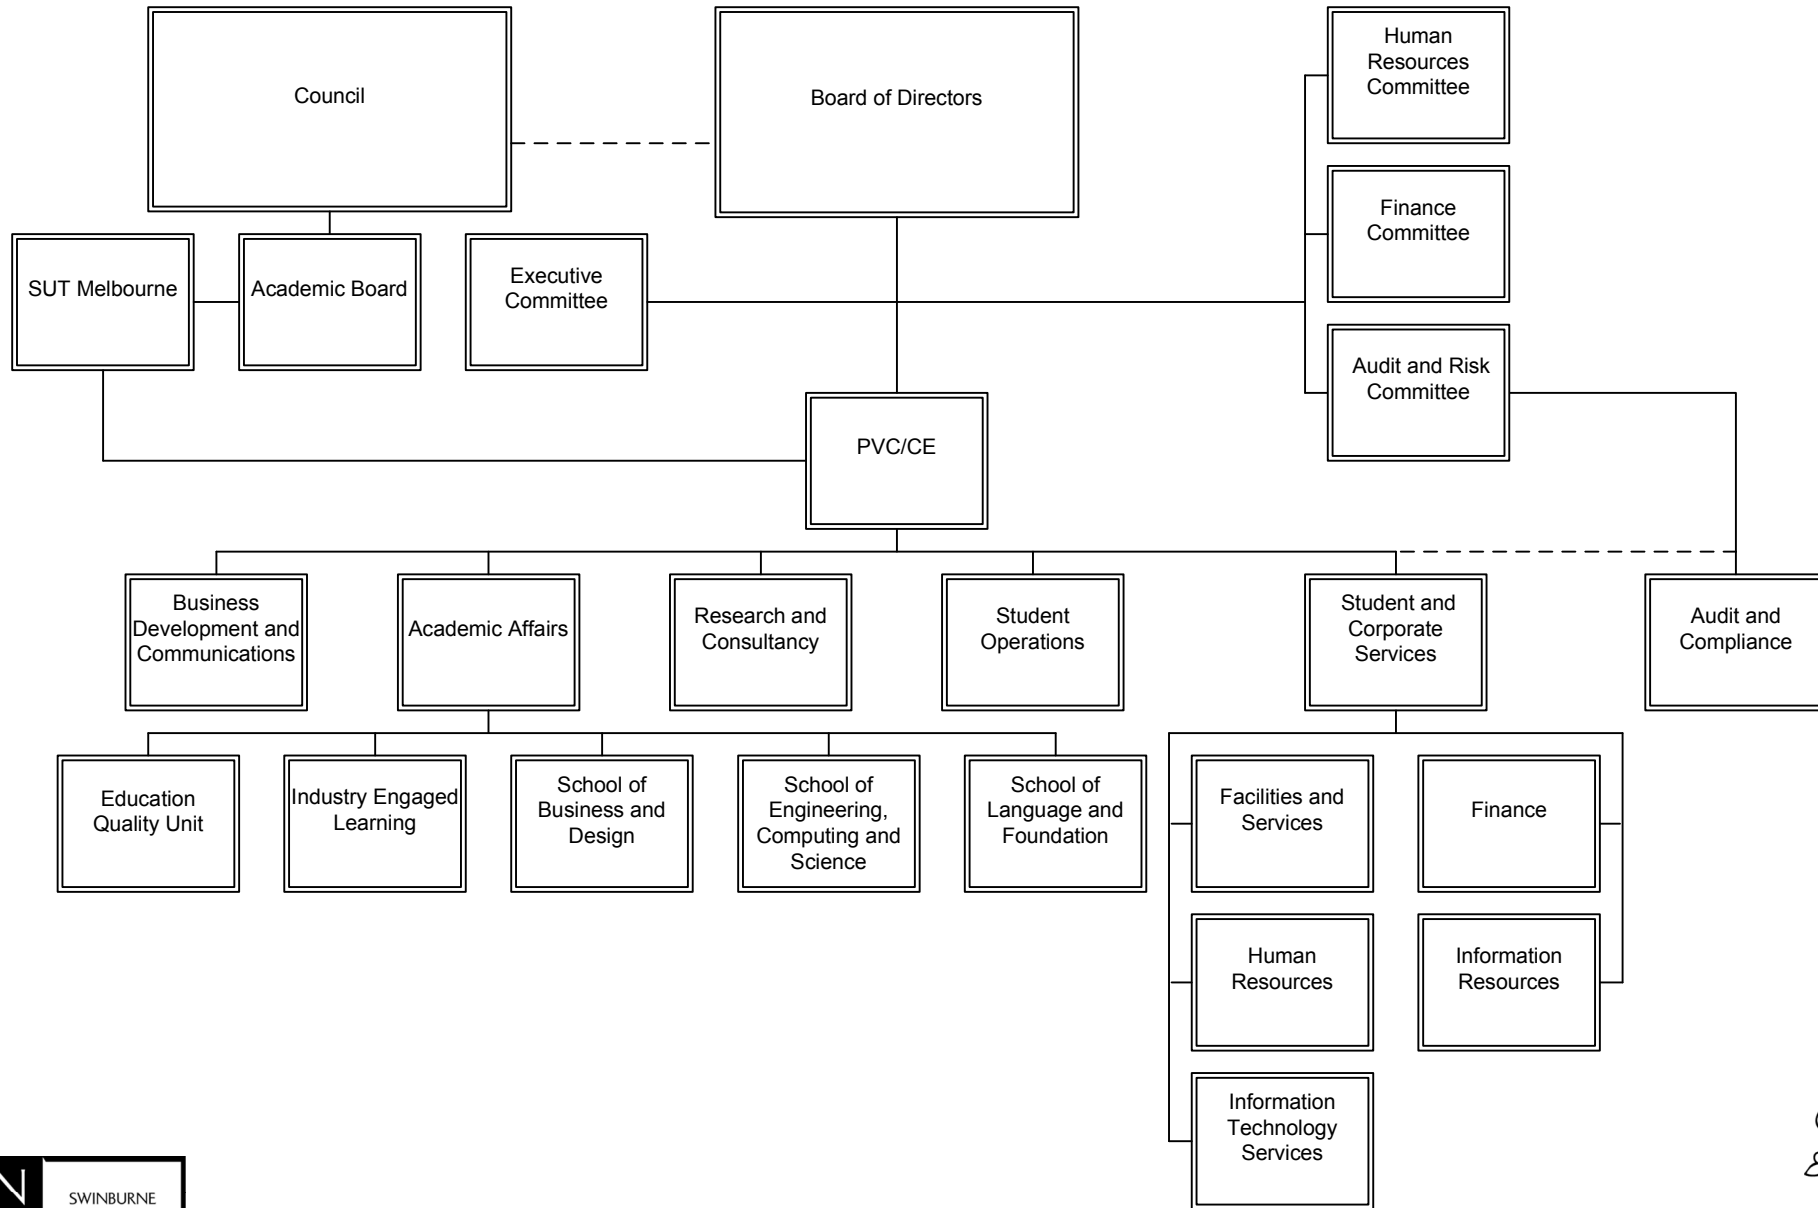 Council
Board of Directors
Human
Resources
Committee
Finance
Committee
SUT Melbourne
Academic Board
Executive
Committee
Audit and Risk
Committee
PVC/CE
Business
Development and
Communications
Academic Affairs
Research and
Consultancy
Student
Operations
Student and
Corporate
Services
Audit and
Compliance
Education
Quality Unit
Industry Engaged
Learning
School of
Business and
Design
School of
Engineering,
Computing and
Science
School of
Language and
Foundation
Facilities and
Services
Finance
Human
Resources
Information
Resources
Information
Technology
Services
SWINBURNE